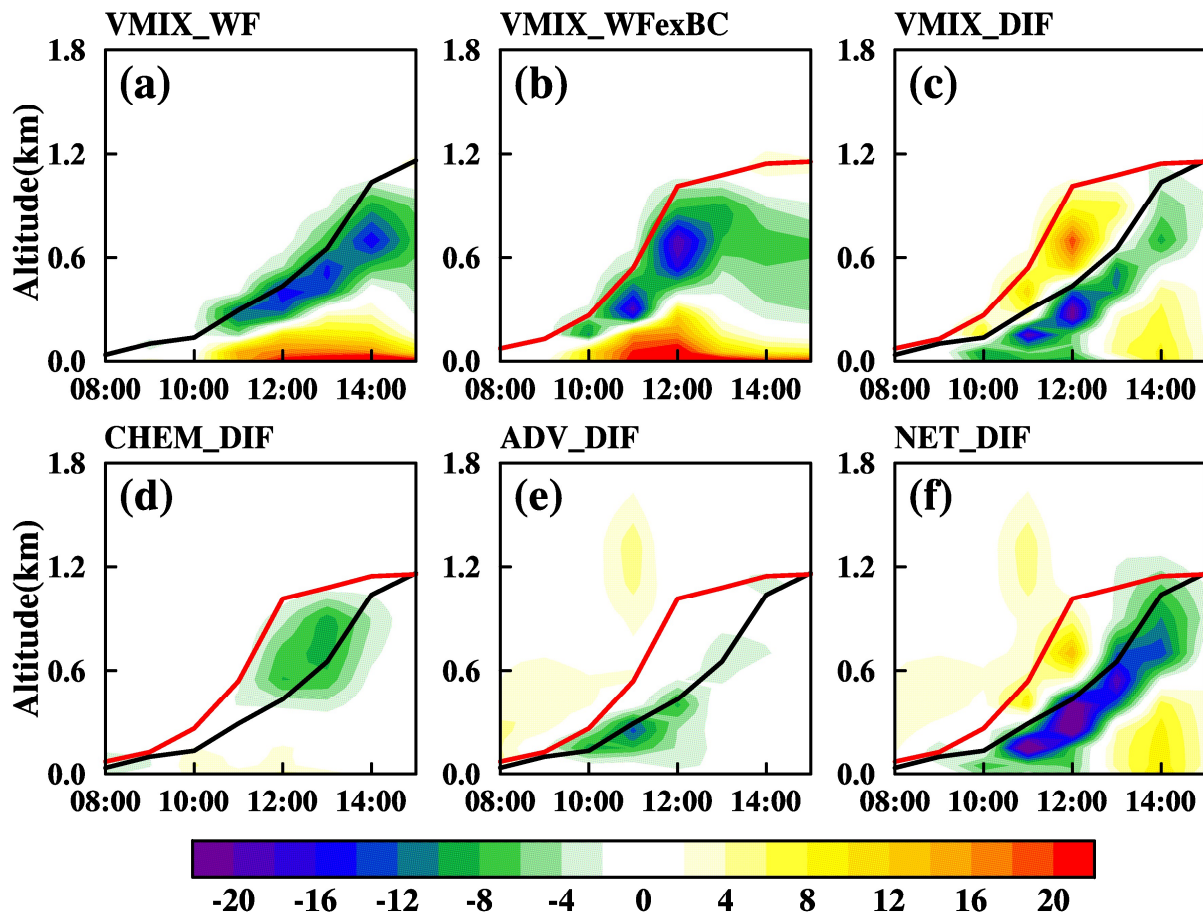 VMIX_WF VMIX_WFexBC VMIX_DIF
1.8 1.8 1.8
(a) (b) (c)
Altitude(km)
1.2 1.2 1.2
0.6 0.6 0.6
0.0 0.0 0.0
08:00 10:00 12:00 14:00 08:00 10:00 12:00 14:00 08:00 10:00 12:00 14:00
CHEM_DIF ADV_DIF NET_DIF
1.8 1.8 1.8
(d) (e) (f)
Altitude(km)
1.2 1.2 1.2
0.6 0.6 0.6
0.0 0.0 0.0
08:00 10:00 12:00 14:00 08:00 10:00 12:00 14:00 08:00 10:00 12:00 14:00
-20 -16 -12 -8 -4 0 4 8 12 16 20